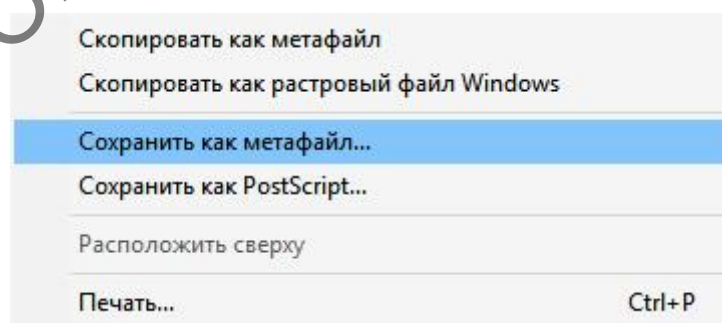 Скопировать как метафайл
Скопировать как растровый файл Windows
Сохранить как метафайл...
Сохранить как PostScript...
Расположить сверху
Печать... Ctrl+P